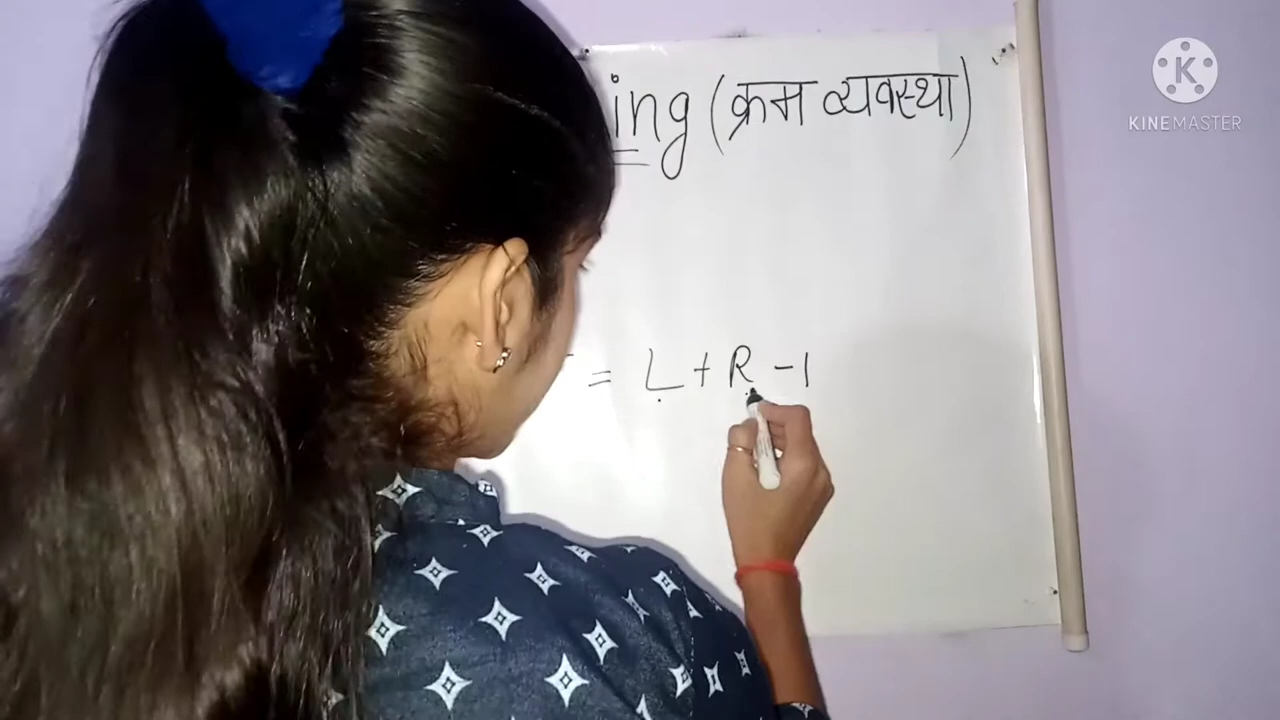 ing (क्रम व्यवस्था)
= L + R - 1
KINEMASTER